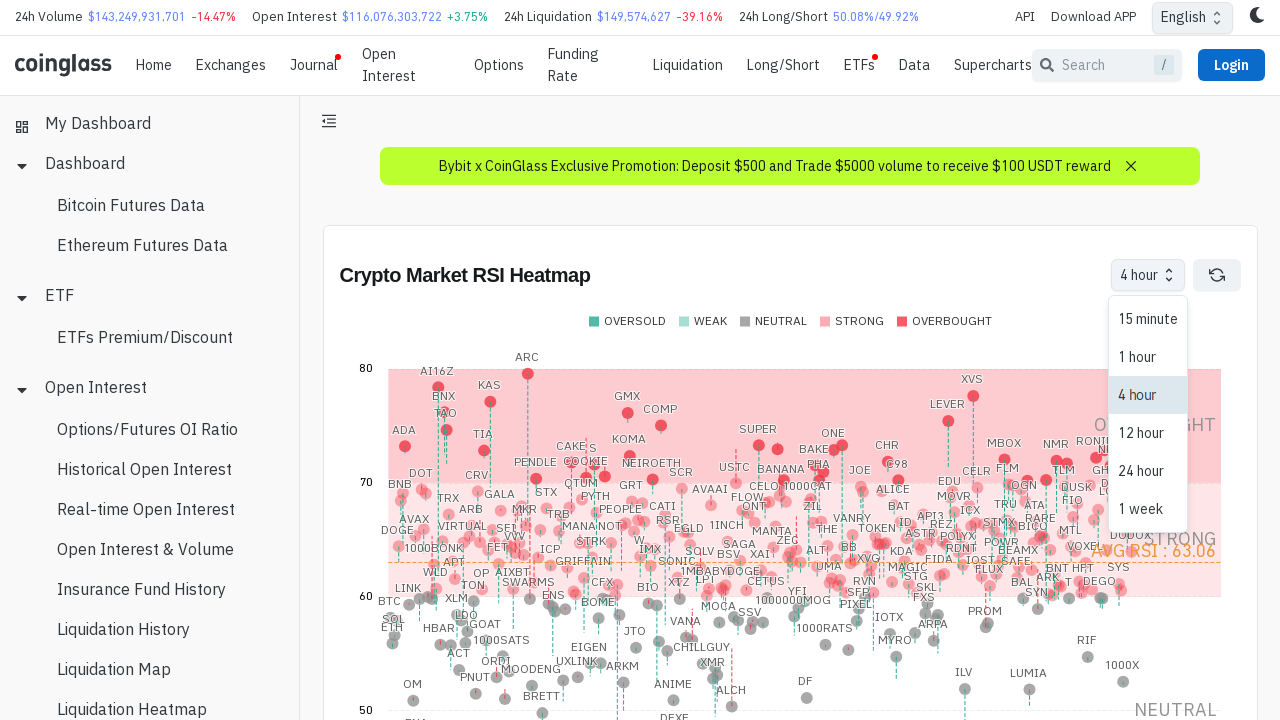 24h Volume $143,249,931,701 -14.47% Open Interest $116,076,303,722 +3.75% 24h Liquidation $149,574,627 -39.16% 24h Long/Short 50.08%/49.92% API Download APP English
coinglass Home Exchanges Journal Open Interest Options Funding Rate Liquidation Long/Short ETFs Data Supercharts Search / Login
My Dashboard
Dashboard
Bitcoin Futures Data
Ethereum Futures Data
ETF
ETFs Premium/Discount
Open Interest
Options/Futures OI Ratio
Historical Open Interest
Real-time Open Interest
Open Interest & Volume
Insurance Fund History
Liquidation History
Liquidation Map
Liquidation Heatmap
Bybit x CoinGlass Exclusive Promotion: Deposit $500 and Trade $5000 volume to receive $100 USDT reward
Crypto Market RSI Heatmap
4 hour
15 minute
1 hour
4 hour
12 hour
24 hour
1 week
OVERSOLD WEAK NEUTRAL STRONG OVERBOUGHT
80
ARC
AI16Z
KAS
XVS
BNX
GMX
COMP
LEVER
TAO
ADA
TIA
KOMA
SUPER
ONE
CAKE
S
BAKE
CHR
MBOX
NMR
PENDLE
COOKIE
NEIROETH
USTC
BANANA
PHA
C98
70
DOT
CRV
SCR
JOE
CELR
FLM
TLM
BNB
QTUM
GRT
CELO
1000CAT
EDU
OGN
DUSK
TRX
GALA
STX
PYTH
AVAAI
FLOW
ALICE
MOVR
FIO
ARB
MKR
TRB
PEOPLE
CATI
ONT
ZIL
BAT
ICX
TRU
ATA
AVAX
VIRTUAL
MANA
NOT
RSR
EGLD
1INCH
MANTA
THE
VANRY
TOKEN
API3
REZ
STMX
RARE
DOGE
VVV
STRK
W
SAGA
ZEC
ASTR
POLYX
MTL
1000BONK
FET
ICP
IMX
SQLV
BSV
XAI
ALT
BB
KDA
RDNT
POWR
BEAMX
VOXEL
STRONG
AVG RSI : 63.06
WLD
APT
AIXBT
GRIFFAIN
SONIC
1MBABYDOGE
UMA
XVG
MAGIC
FIDA
FLUX
IOST
SAFE
BNT
HFT
SYS
LINK
TON
OP
SWARMS
CFX
BIO
XTZ
CETUS
YFI
RVN
STG
SKL
BAL
ARK
DEGO
60
BTC
XLM
ENS
BOME
MOCA
1000000MOG
SFP
PIXEL
FXS
SYN
SOL
ETH
HBAR
LDO
GOAT
JTO
VANA
SSV
1000RATS
IOTX
ARPA
PROM
ACT
1000SATS
EIGEN
CHILLGUY
MYRO
RIF
ORDI
UXLINK
ARKM
XMR
PNUT
MOODENG
OM
BRETT
ANIME
ALCH
DF
ILV
LUMIA
1000X
DEXE
50
NEUTRAL